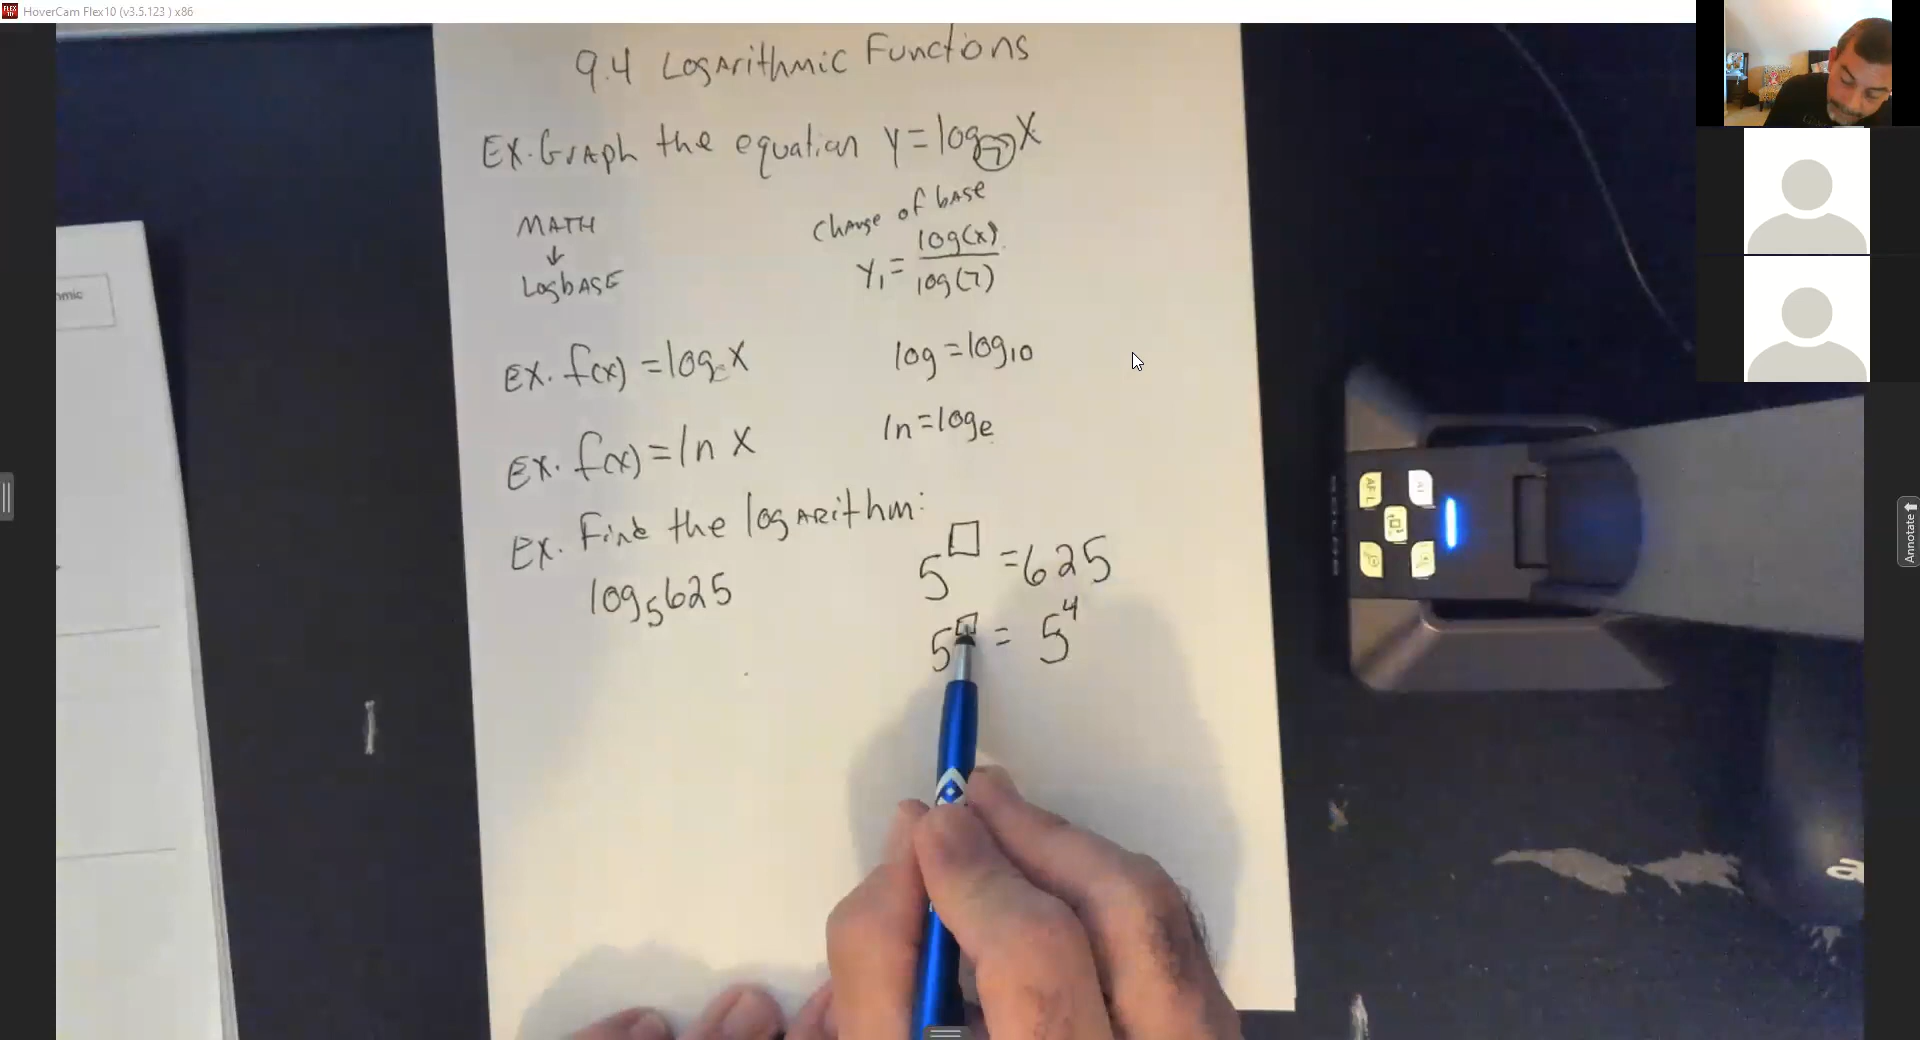 HoverCam Flex10 (v3.5.123 ) x86
9.4 Logarithmic Functions
EX. Graph the equation y = log₇ x
MATH
↓
LogbASE
change of base
Y₁ = log(x) / log(7)
EX. f(x) = log x
log = log₁₀
EX. f(x) = ln x
ln = logₑ
Ex. Find the logarithm:
log₅625
5^□ = 625
5^□ = 5⁴
Annotate